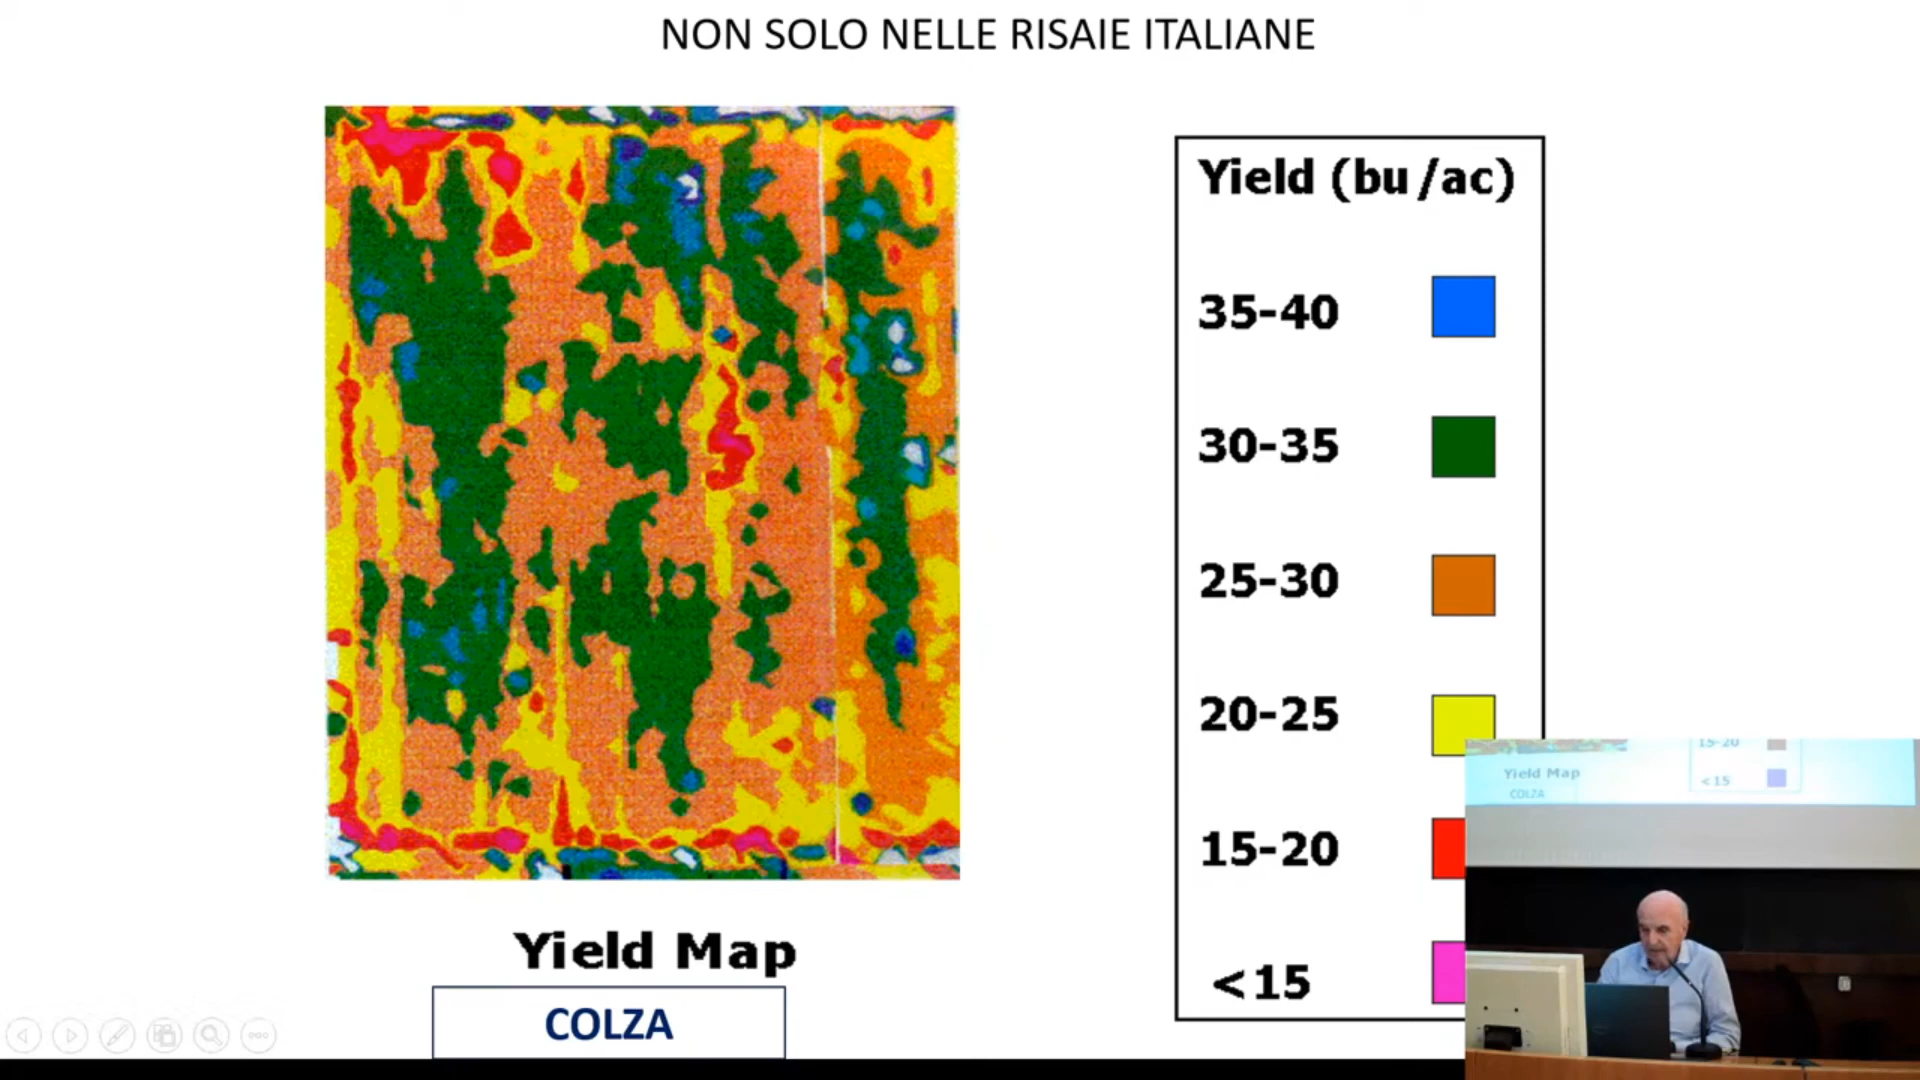 NON SOLO NELLE RISAIE ITALIANE
Yield (bu/ac)
35-40
30-35
25-30
20-25
15-20
<15
Yield Map
COLZA
15-20
Yield Map
<15
COLZA